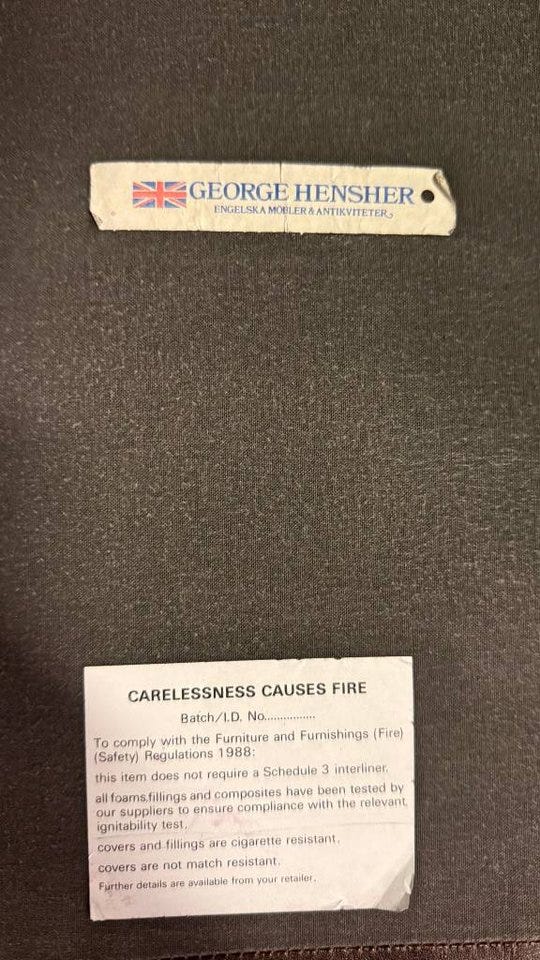 GEORGE HENSHER
ENGELSKA MÖBLER & ANTIKVITETER
CARELESSNESS CAUSES FIRE
Batch/I.D. No................
To comply with the Furniture and Furnishings (Fire)
(Safety) Regulations 1988:
this item does not require a Schedule 3 interliner.
all foams,fillings and composites have been tested by
our suppliers to ensure compliance with the relevant
ignitability test.
covers and fillings are cigarette resistant.
covers are not match resistant.
Further details are available from your retailer.